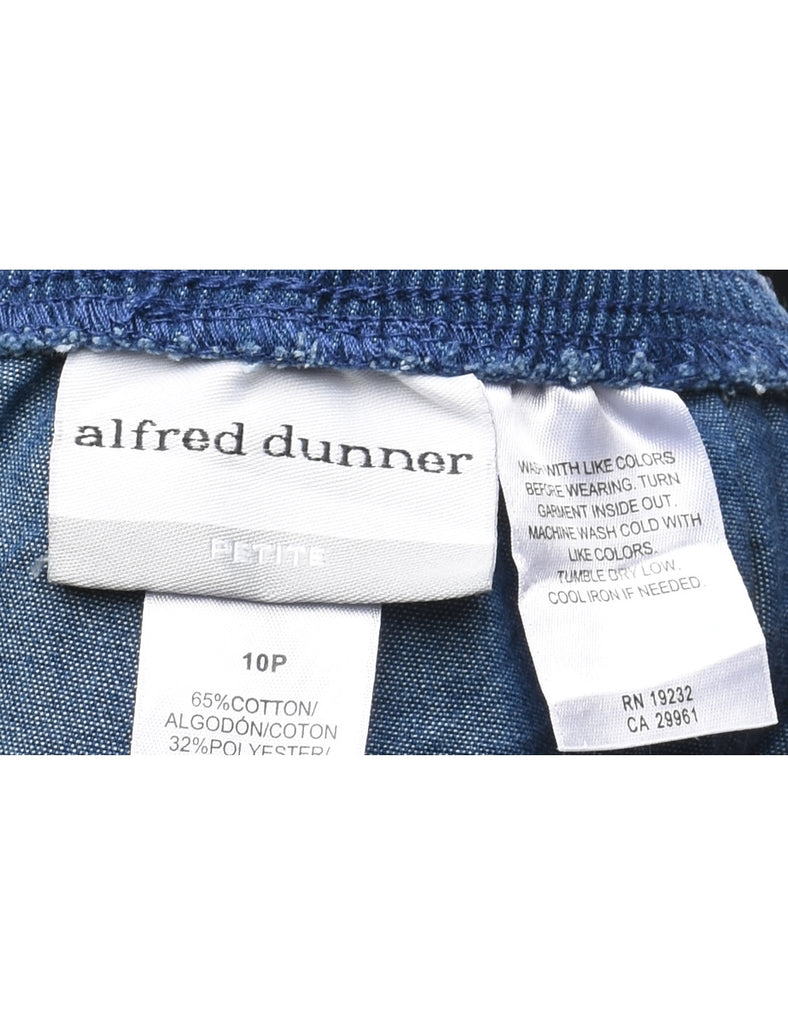 alfred dunner
PETITE
10P
65%COTTON/
ALGODÓN/COTON
32%POLYESTER/
WASH WITH LIKE COLORS
BEFORE WEARING. TURN
GARMENT INSIDE OUT.
MACHINE WASH COLD WITH
LIKE COLORS.
TUMBLE DRY LOW.
COOL IRON IF NEEDED.
RN 19232
CA 29961